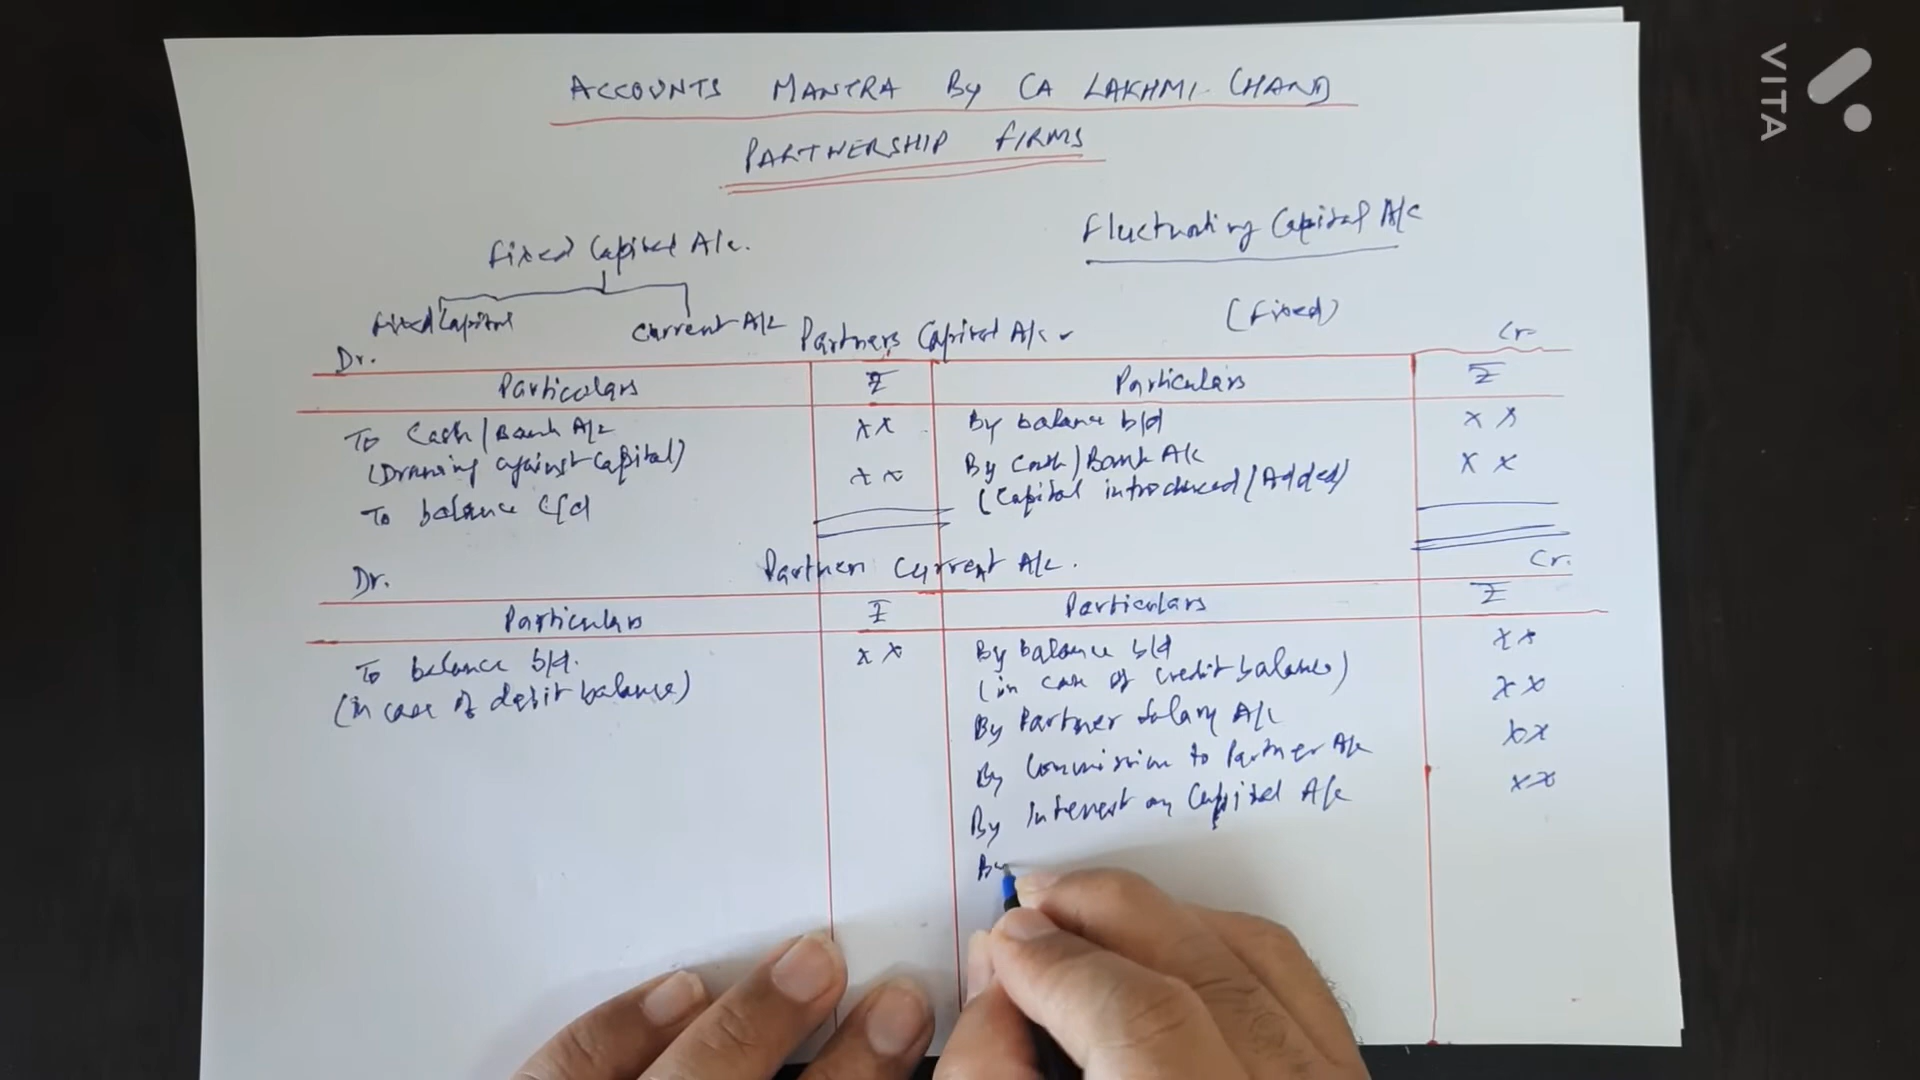 ACCOUNTS MANTRA By CA LAKHMI CHAND
PARTNERSHIP FIRMS
VITA
Fixed Capital A/c.
Fluctuating Capital A/c
Fixed Capital
Current A/c
(Fixed)
Partners Capital A/c
Dr.
Cr.
Particulars ₹ Particulars ₹
To Cash/Bank A/c xx By balance b/d x x
(Drawing against Capital) xx By Cash/Bank A/c x x
To balance c/d (Capital introduced/Added)
Dr. Partner Current A/c. Cr.
Particulars ₹ Particulars ₹
To balance b/d. xx By balance b/d xx
(in case of debit balance) (in case of credit balance)
By Partner Salary A/c xx
By Commission to Partner A/c xx
By Interest on Capital A/c xx
By